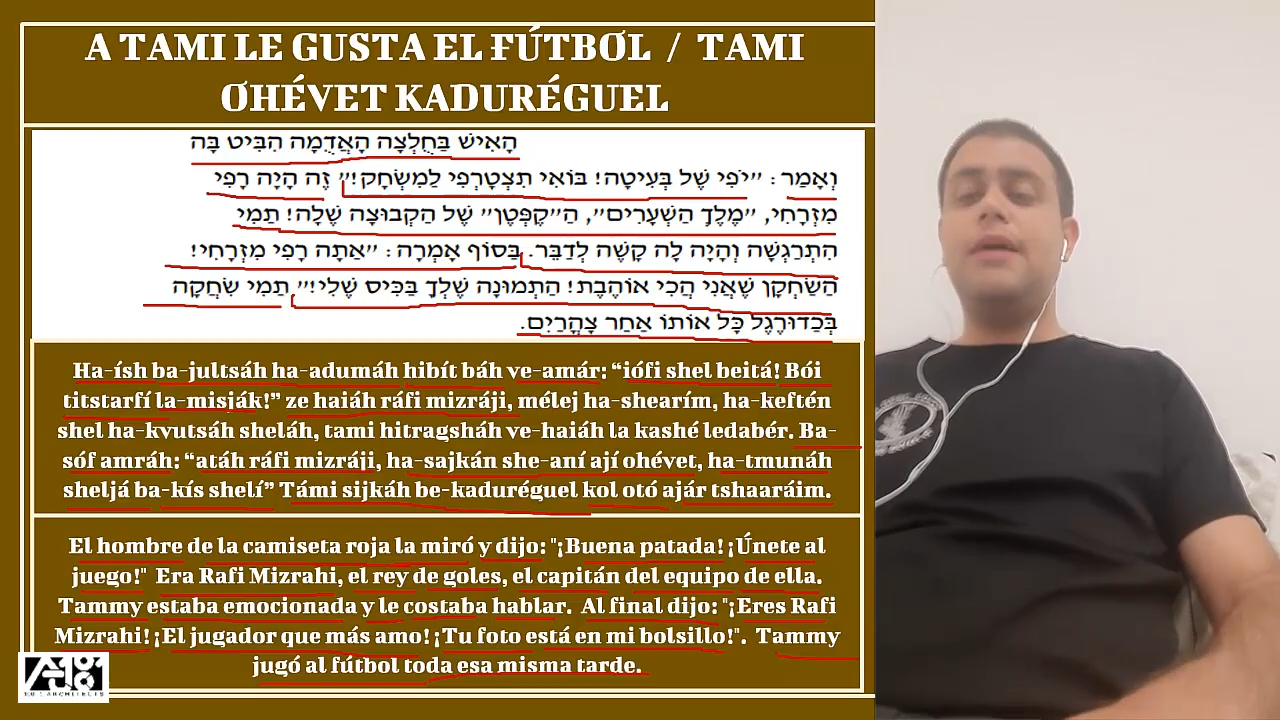 A TAMI LE GUSTA EL FÚTBOL / TAMI
OHÉVET KADURÉGUEL
הָאִישׁ בַּחֻלְצָה הָאֲדֻמָּה הִבִּיט בָּהּ
וְאָמַר: "יֹפִי שֶׁל בְּעִיטָה! בּוֹאִי תִּצְטָרְפִי לַמִּשְׂחָק!" זֶה הָיָה רָפִי
מִזְרָחִי, "מֶלֶךְ הַשְּׁעָרִים", הַ"קֶּפְּטֶן" שֶׁל הַקְּבוּצָה שֶׁלָּהּ! תַּמִּי
הִתְרַגְּשָׁה וְהָיָה לָהּ קָשֶׁה לְדַבֵּר. בַּסּוֹף אָמְרָה: "אַתָּה רָפִי מִזְרָחִי!
הַשַּׂחְקָן שֶׁאֲנִי הֲכִי אוֹהֶבֶת! הַתְּמוּנָה שֶׁלְּךָ בַּכִּיס שֶׁלִּי!" תַּמִּי שִׂחֲקָה
בְּכַדּוּרֶגֶל כָּל אוֹתוֹ אַחַר צָהֳרַיִם.
Ha-ísh ba-jultsáh ha-adumáh hibít báh ve-amár: “iófi shel beitá! Bói
titstarfí la-misják!” ze haiáh ráfi mizráji, mélej ha-shearím, ha-keftén
shel ha-kvutsáh sheláh, tami hitragsháh ve-haiáh la kashé ledabér. Ba-
sóf amráh: “atáh ráfi mizráji, ha-sajkán she-aní ají ohévet, ha-tmunáh
sheljá ba-kís shelí” Támi sijkáh be-kaduréguel kol otó ajár tshaaráim.
El hombre de la camiseta roja la miró y dijo: "¡Buena patada! ¡Únete al
juego!" Era Rafi Mizrahi, el rey de goles, el capitán del equipo de ella.
Tammy estaba emocionada y le costaba hablar. Al final dijo: "¡Eres Rafi
Mizrahi! ¡El jugador que más amo! ¡Tu foto está en mi bolsillo!". Tammy
jugó al fútbol toda esa misma tarde.